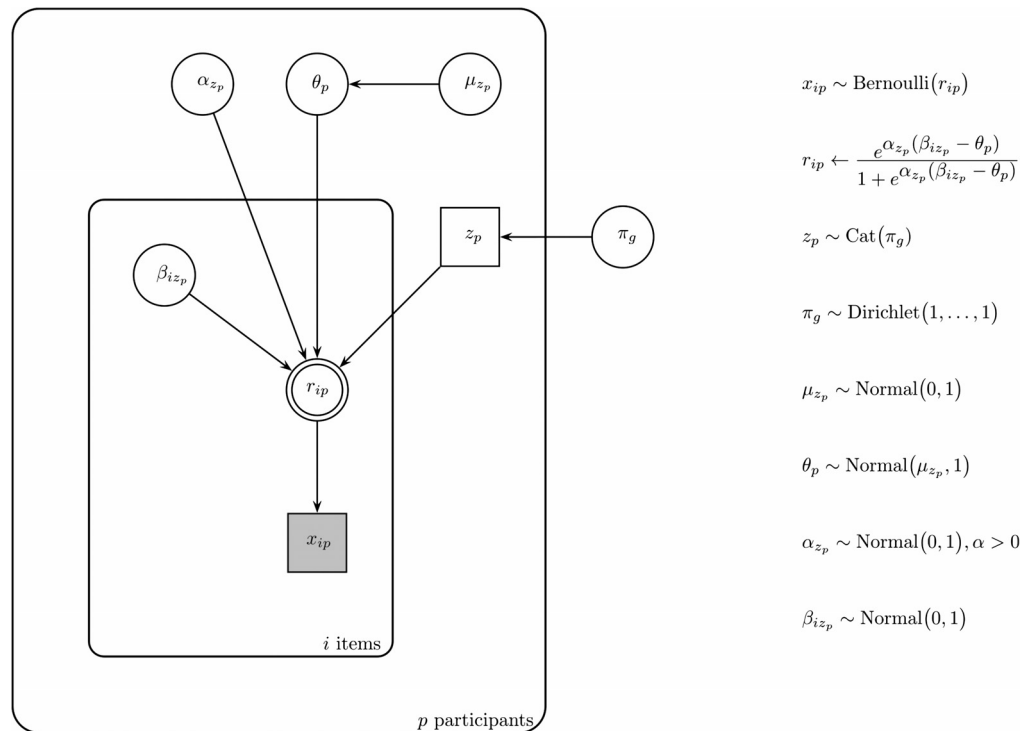 α_{z_p}
θ_p
μ_{z_p}
z_p
π_g
β_{iz_p}
r_{ip}
x_{ip}
i items
p participants
x_{ip} ∼ Bernoulli(r_{ip})
r_{ip} ← \frac{e^{α_{z_p}(β_{iz_p} − θ_p)}}{1 + e^{α_{z_p}(β_{iz_p} − θ_p)}}
z_p ∼ Cat(π_g)
π_g ∼ Dirichlet(1, . . . , 1)
μ_{z_p} ∼ Normal(0, 1)
θ_p ∼ Normal(μ_{z_p}, 1)
α_{z_p} ∼ Normal(0, 1), α > 0
β_{iz_p} ∼ Normal(0, 1)